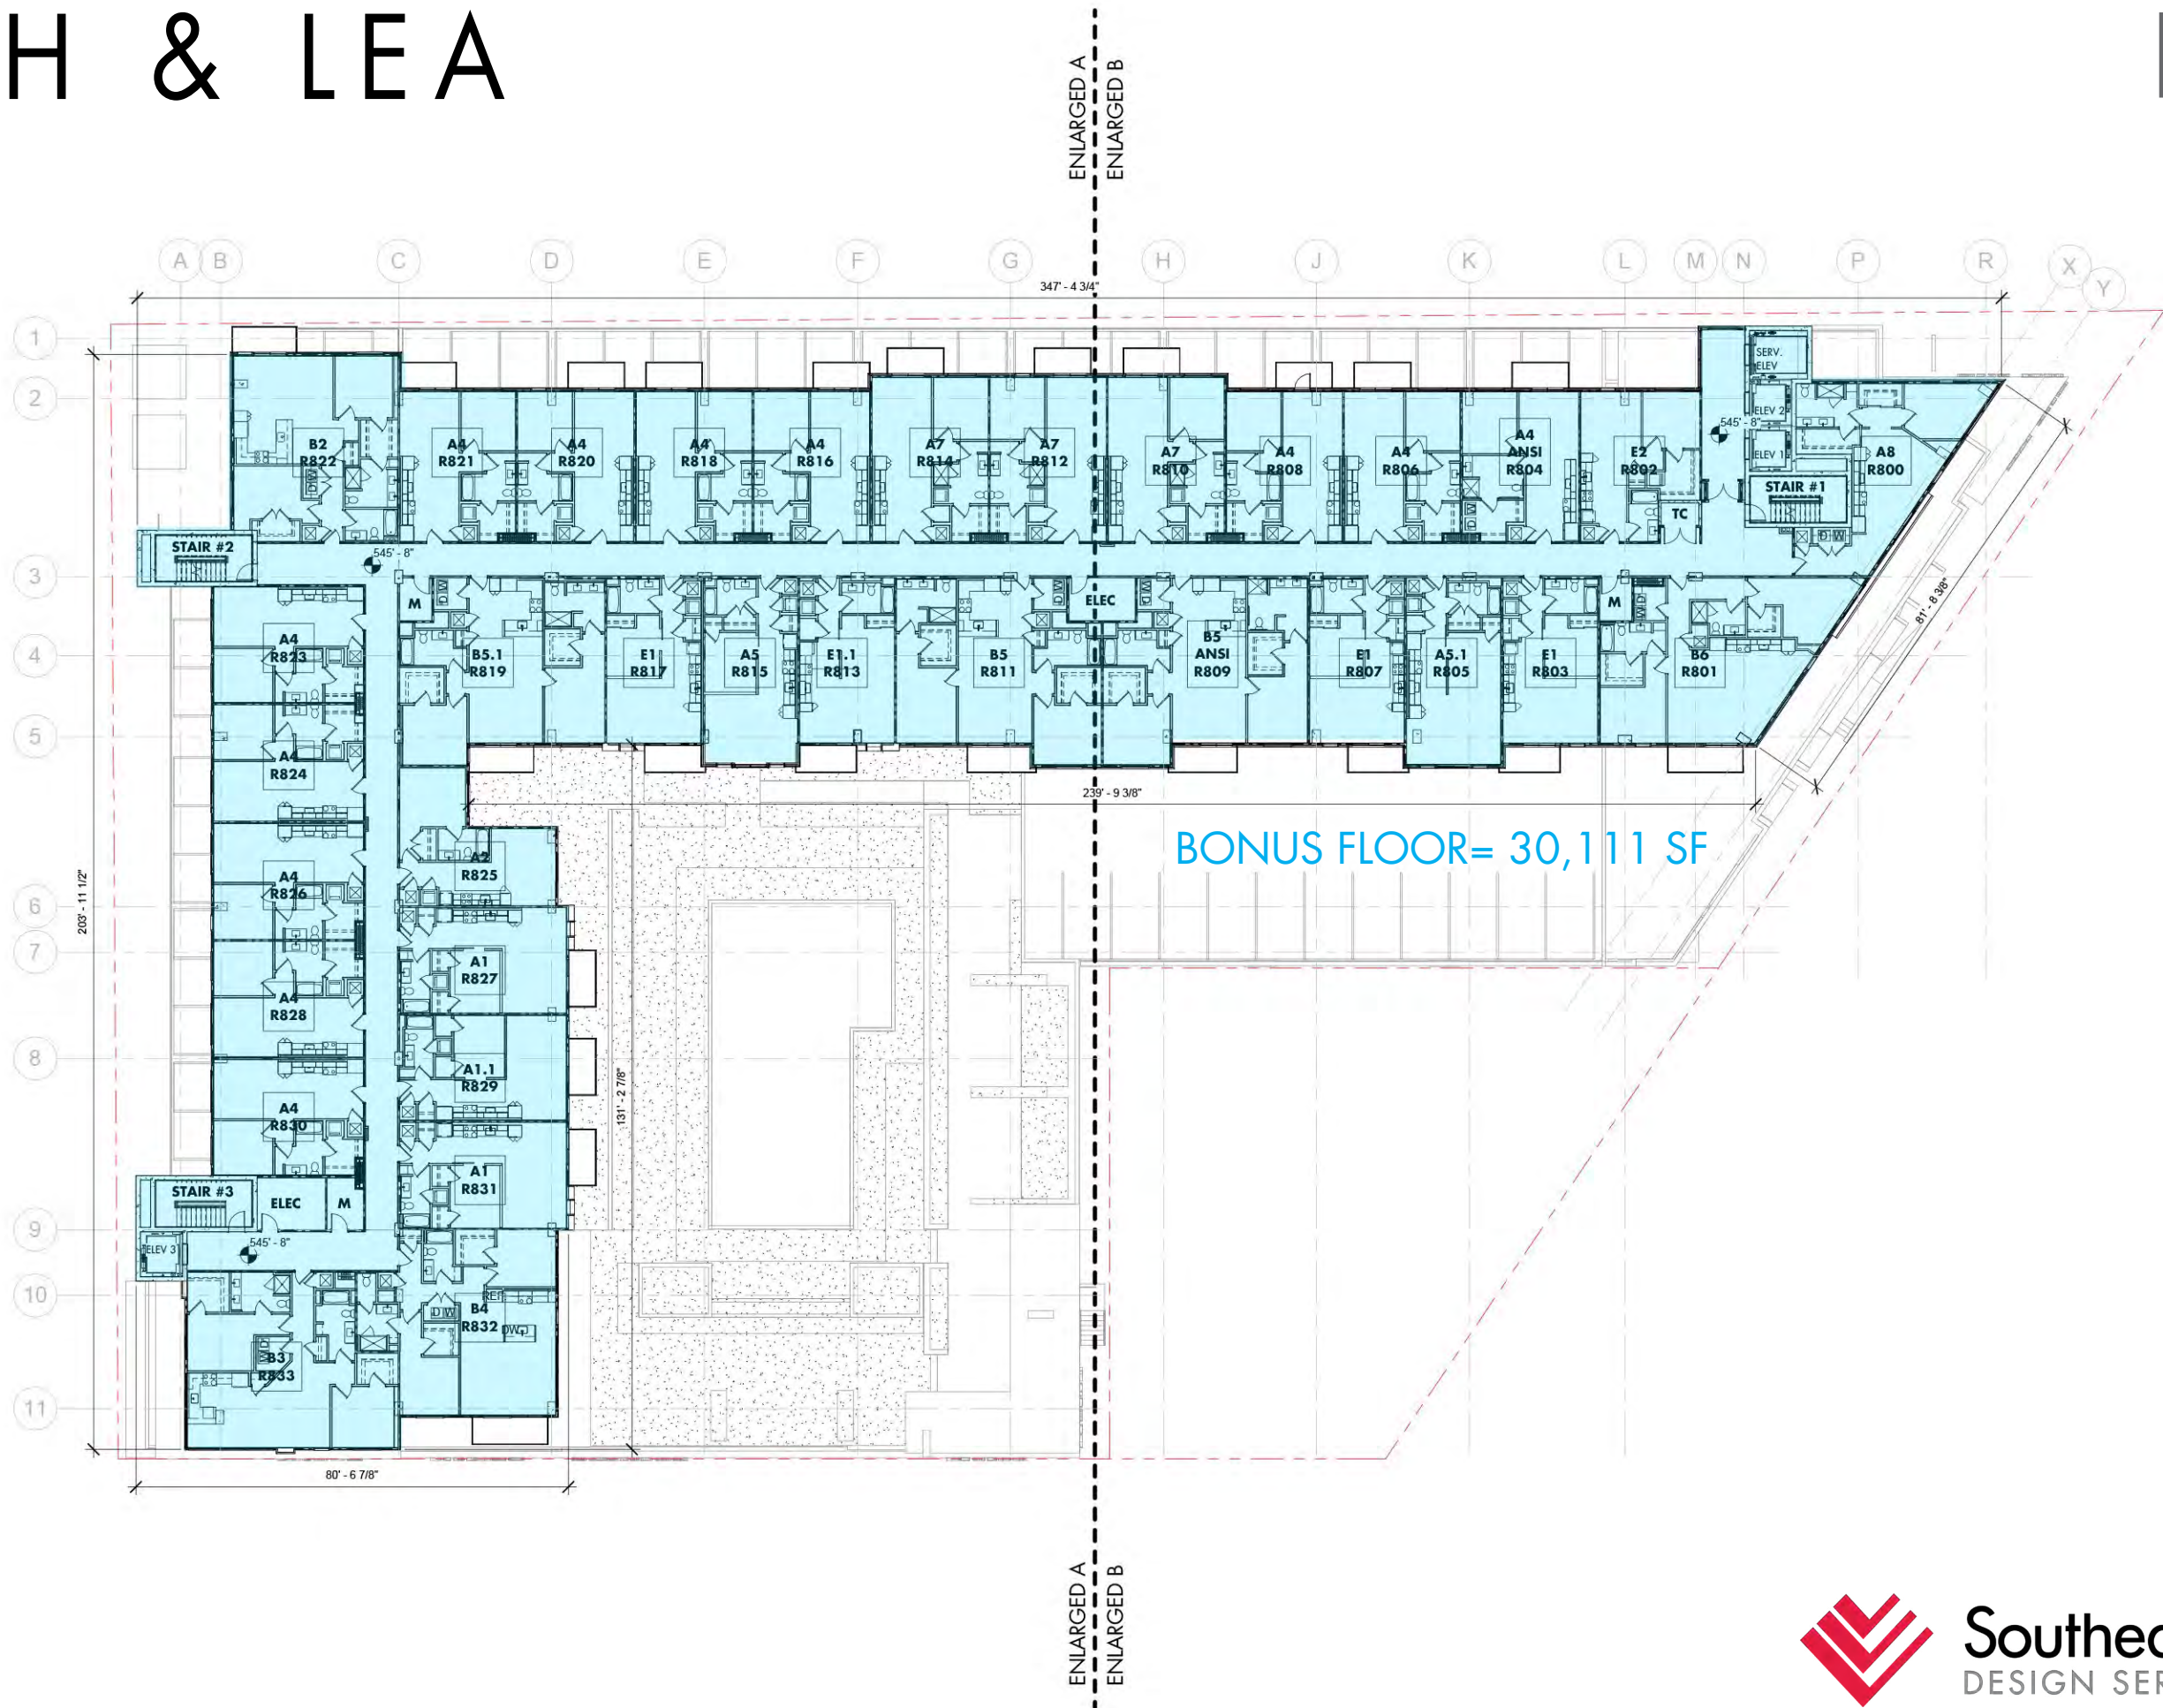 H & LEA
ENLARGED A
ENLARGED B
A
B
C
D
E
F
G
H
J
K
L
M
N
P
R
X
Y
347' - 4 3/4"
1
2
3
4
5
6
7
8
9
10
11
SERV.
ELEV
ELEV 2
ELEV 1
545' - 8"
STAIR #1
TC
B2
R822
A4
R821
A4
R820
A4
R818
A4
R816
A7
R814
A7
R812
A7
R810
A4
R808
A4
R806
A4
ANSI
R804
E2
R802
A8
R800
STAIR #2
545' - 8"
M
B5.1
R819
E1
R817
A5
R815
E1.1
R813
B5
R811
ELEC
B5
ANSI
R809
E1
R807
A5.1
R805
E1
R803
M
B6
R801
81' - 8 3/8"
239' - 9 3/8"
BONUS FLOOR= 30,111 SF
203' - 11 1/2"
131' - 2 7/8"
A4
R823
A4
R824
A4
R826
A4
R828
A4
R830
A2
R825
A1
R827
A1.1
R829
A1
R831
STAIR #3
ELEC
M
ELEV 3
545' - 8"
REF
D W
B4
R832
DW
B3
R833
80' - 6 7/8"
ENLARGED A
ENLARGED B
Southea
DESIGN SER